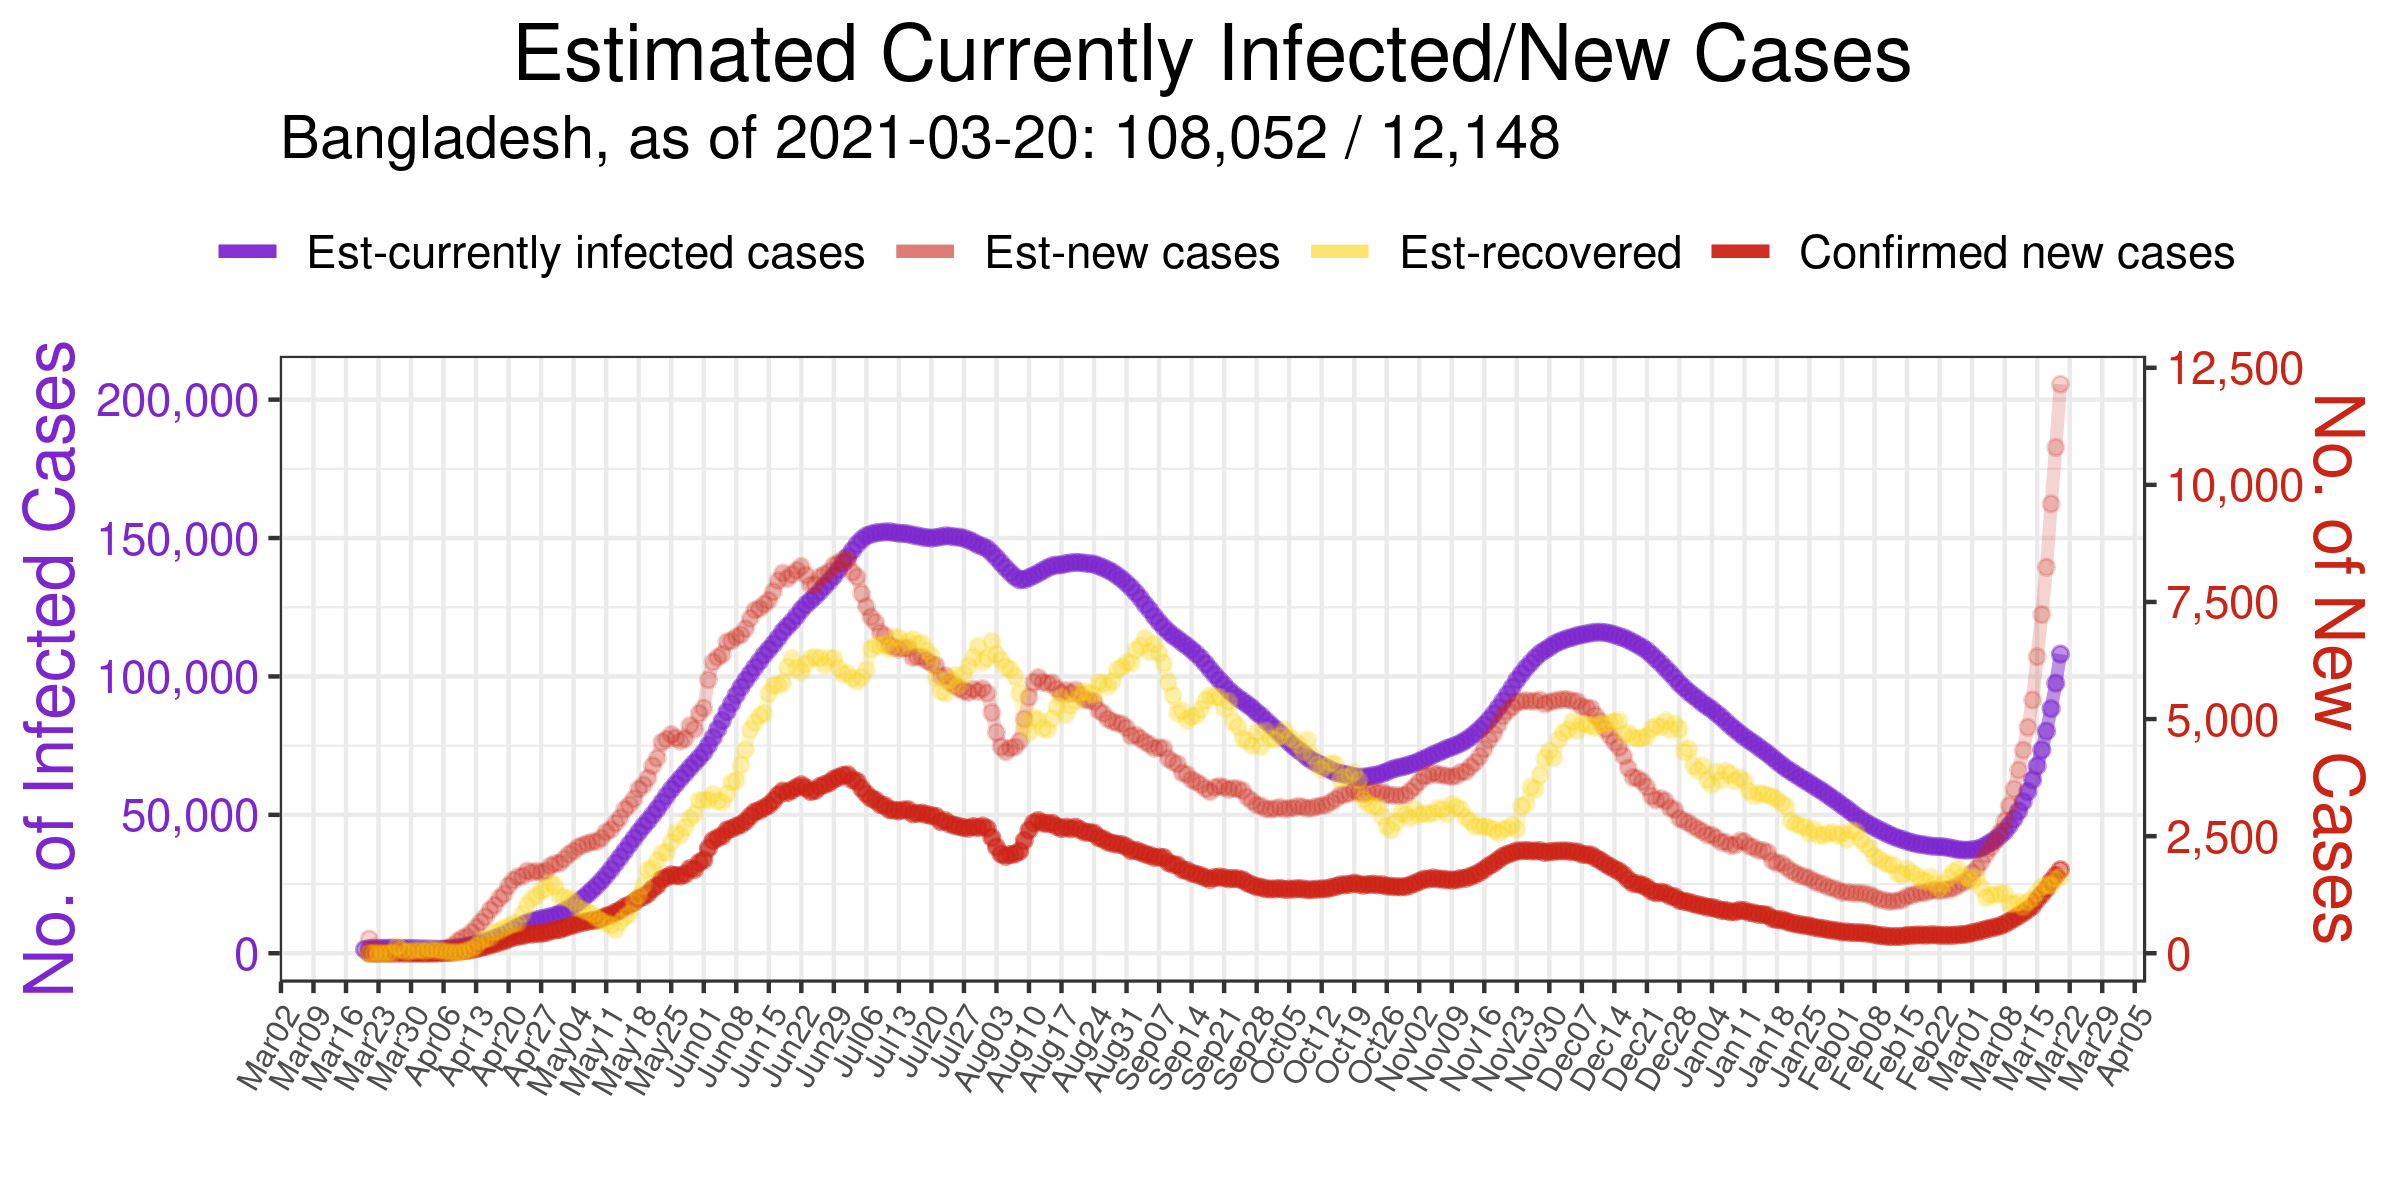 Estimated Currently Infected/New Cases
Bangladesh, as of 2021-03-20: 108,052 / 12,148
Est-currently infected cases Est-new cases Est-recovered Confirmed new cases
No. of Infected Cases
200,000
150,000
100,000
50,000
0
12,500
10,000
7,500
5,000
2,500
0
No. of New Cases
Mar02 Mar09 Mar16 Mar23 Mar30 Apr06 Apr13 Apr20 Apr27 May04 May11 May18 May25 Jun01 Jun08 Jun15 Jun22 Jun29 Jul06 Jul13 Jul20 Jul27 Aug03 Aug10 Aug17 Aug24 Aug31 Sep07 Sep14 Sep21 Sep28 Oct05 Oct12 Oct19 Oct26 Nov02 Nov09 Nov16 Nov23 Nov30 Dec07 Dec14 Dec21 Dec28 Jan04 Jan11 Jan18 Jan25 Feb01 Feb08 Feb15 Feb22 Mar01 Mar08 Mar15 Mar22 Mar29 Apr05